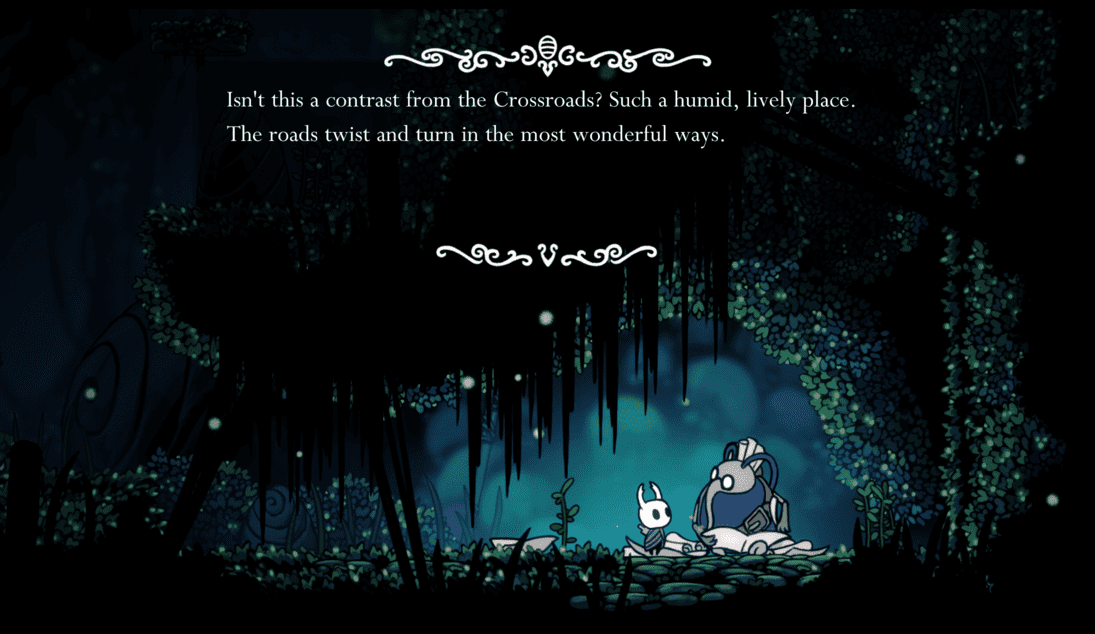 Isn't this a contrast from the Crossroads? Such a humid, lively place.
The roads twist and turn in the most wonderful ways.